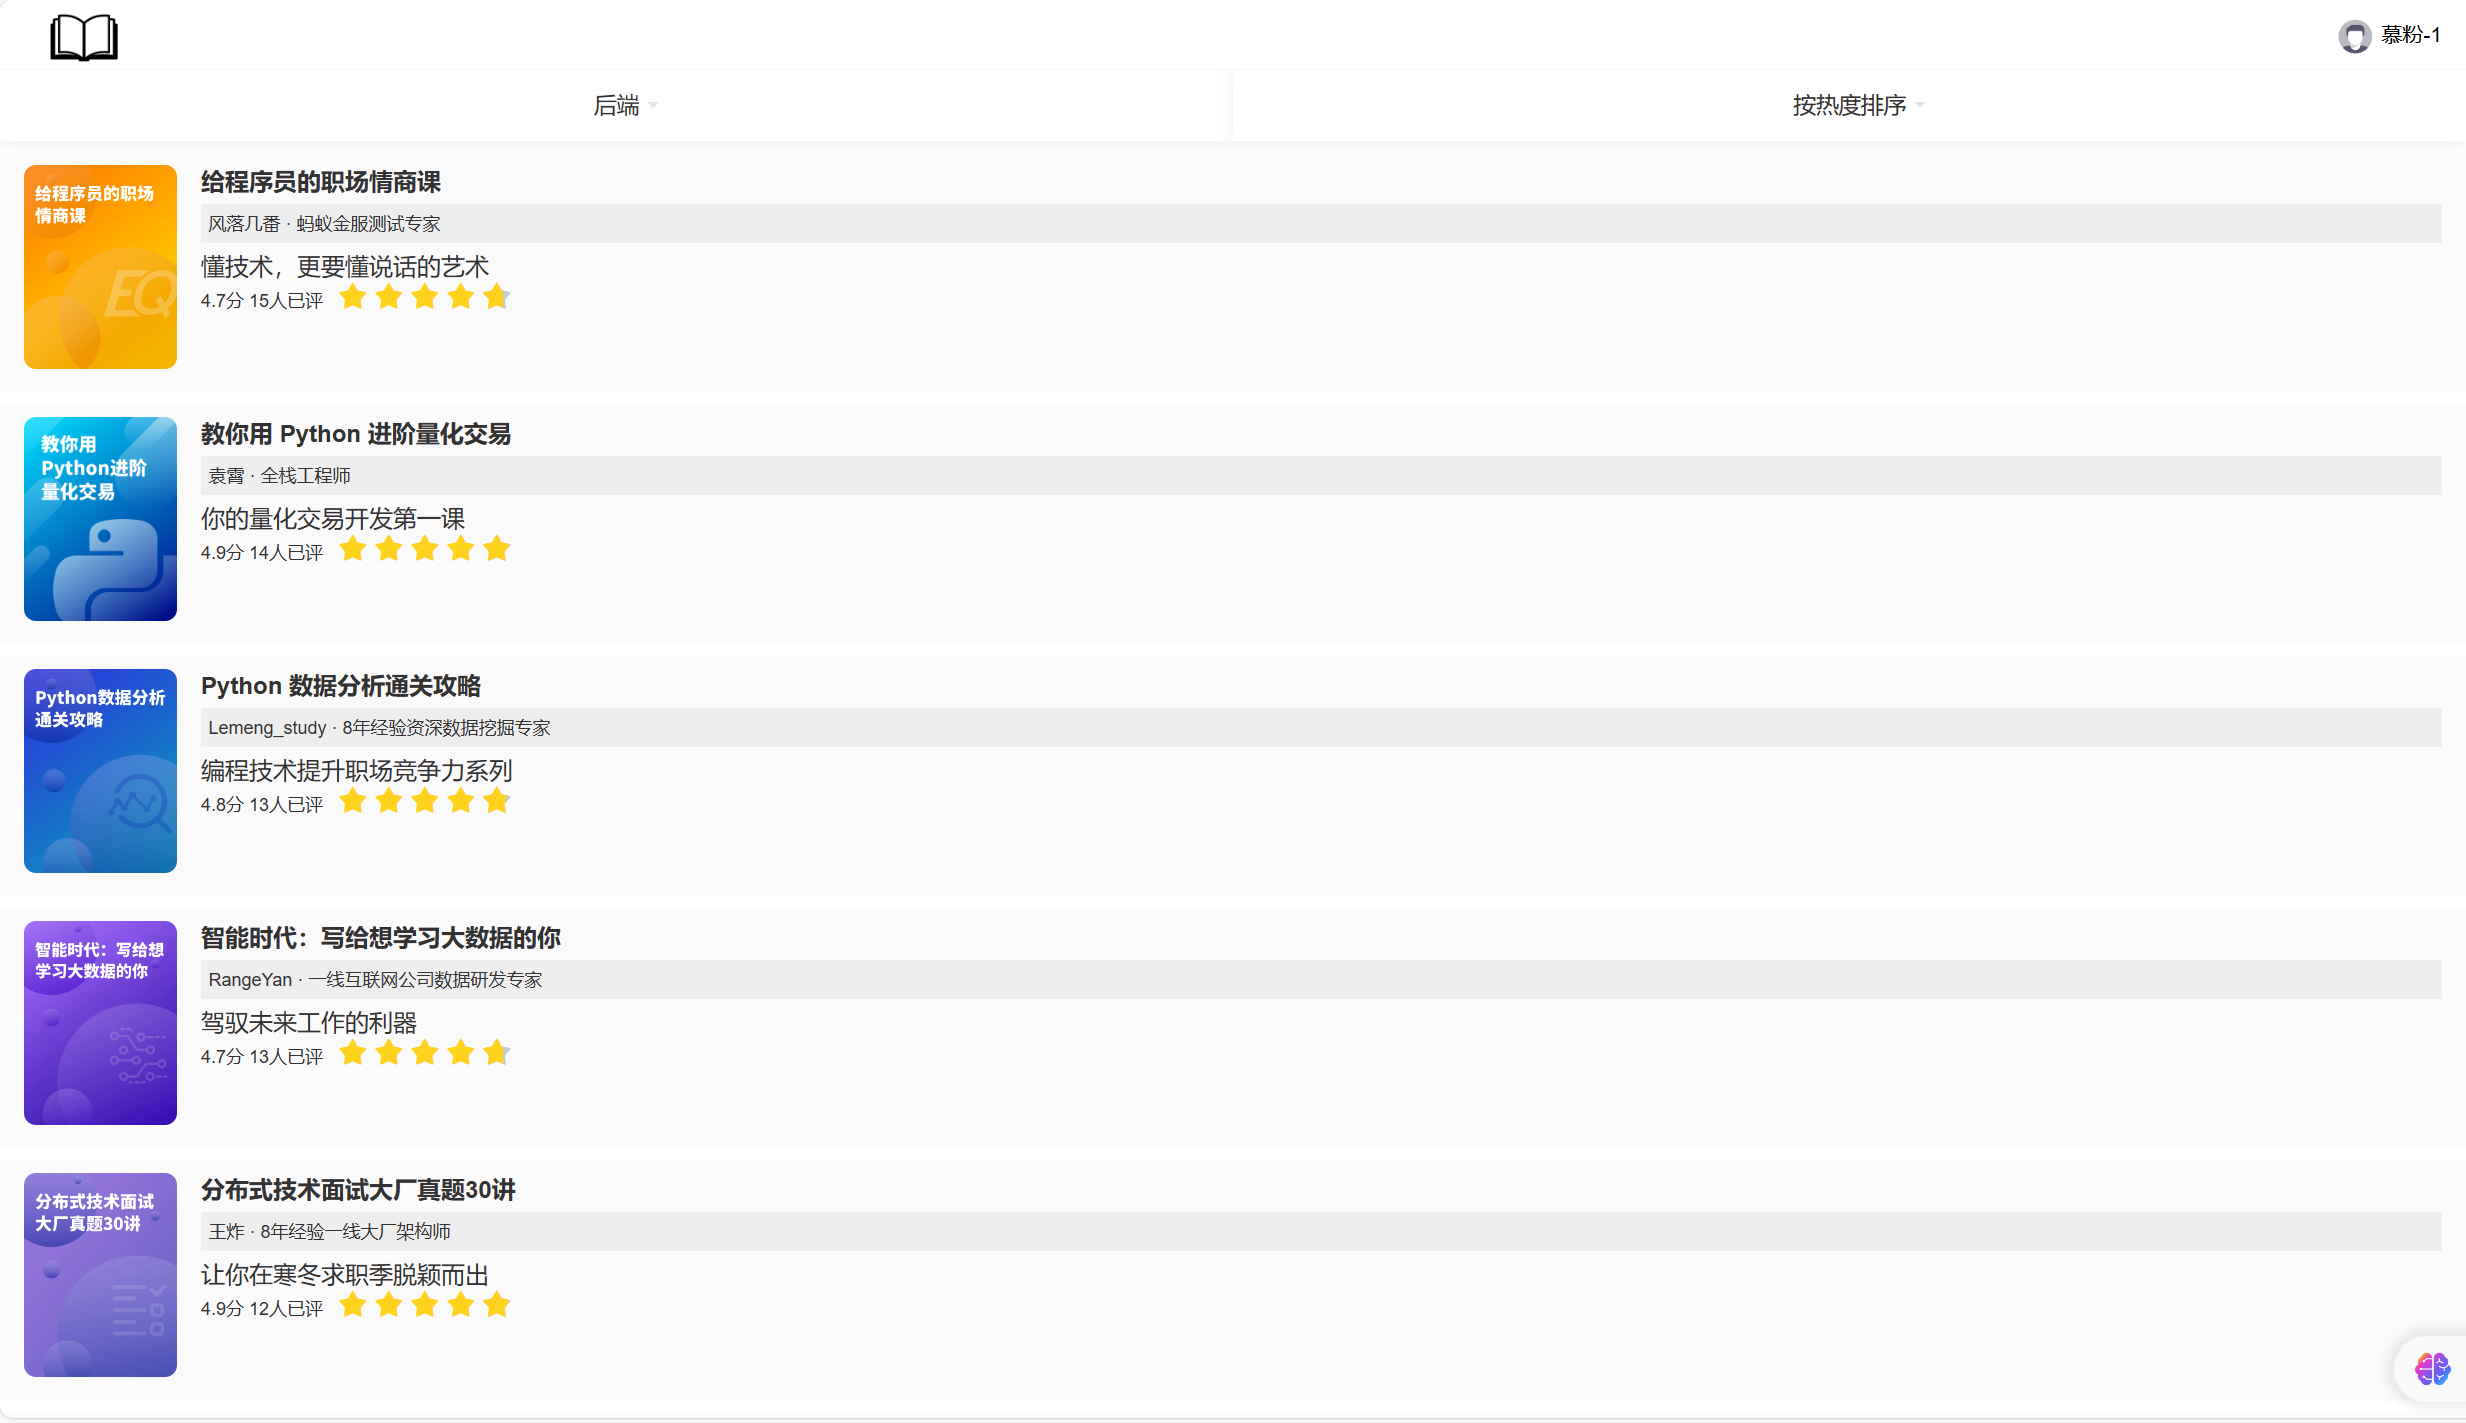 慕粉-1
后端
按热度排序
给程序员的职场
情商课
EQ
给程序员的职场情商课
风落几番 · 蚂蚁金服测试专家
懂技术，更要懂说话的艺术
4.7分 15人已评
教你用
Python进阶
量化交易
教你用 Python 进阶量化交易
袁霄 · 全栈工程师
你的量化交易开发第一课
4.9分 14人已评
Python数据分析
通关攻略
Python 数据分析通关攻略
Lemeng_study · 8年经验资深数据挖掘专家
编程技术提升职场竞争力系列
4.8分 13人已评
智能时代：写给想
学习大数据的你
智能时代：写给想学习大数据的你
RangeYan · 一线互联网公司数据研发专家
驾驭未来工作的利器
4.7分 13人已评
分布式技术面试
大厂真题30讲
分布式技术面试大厂真题30讲
王炸 · 8年经验一线大厂架构师
让你在寒冬求职季脱颖而出
4.9分 12人已评